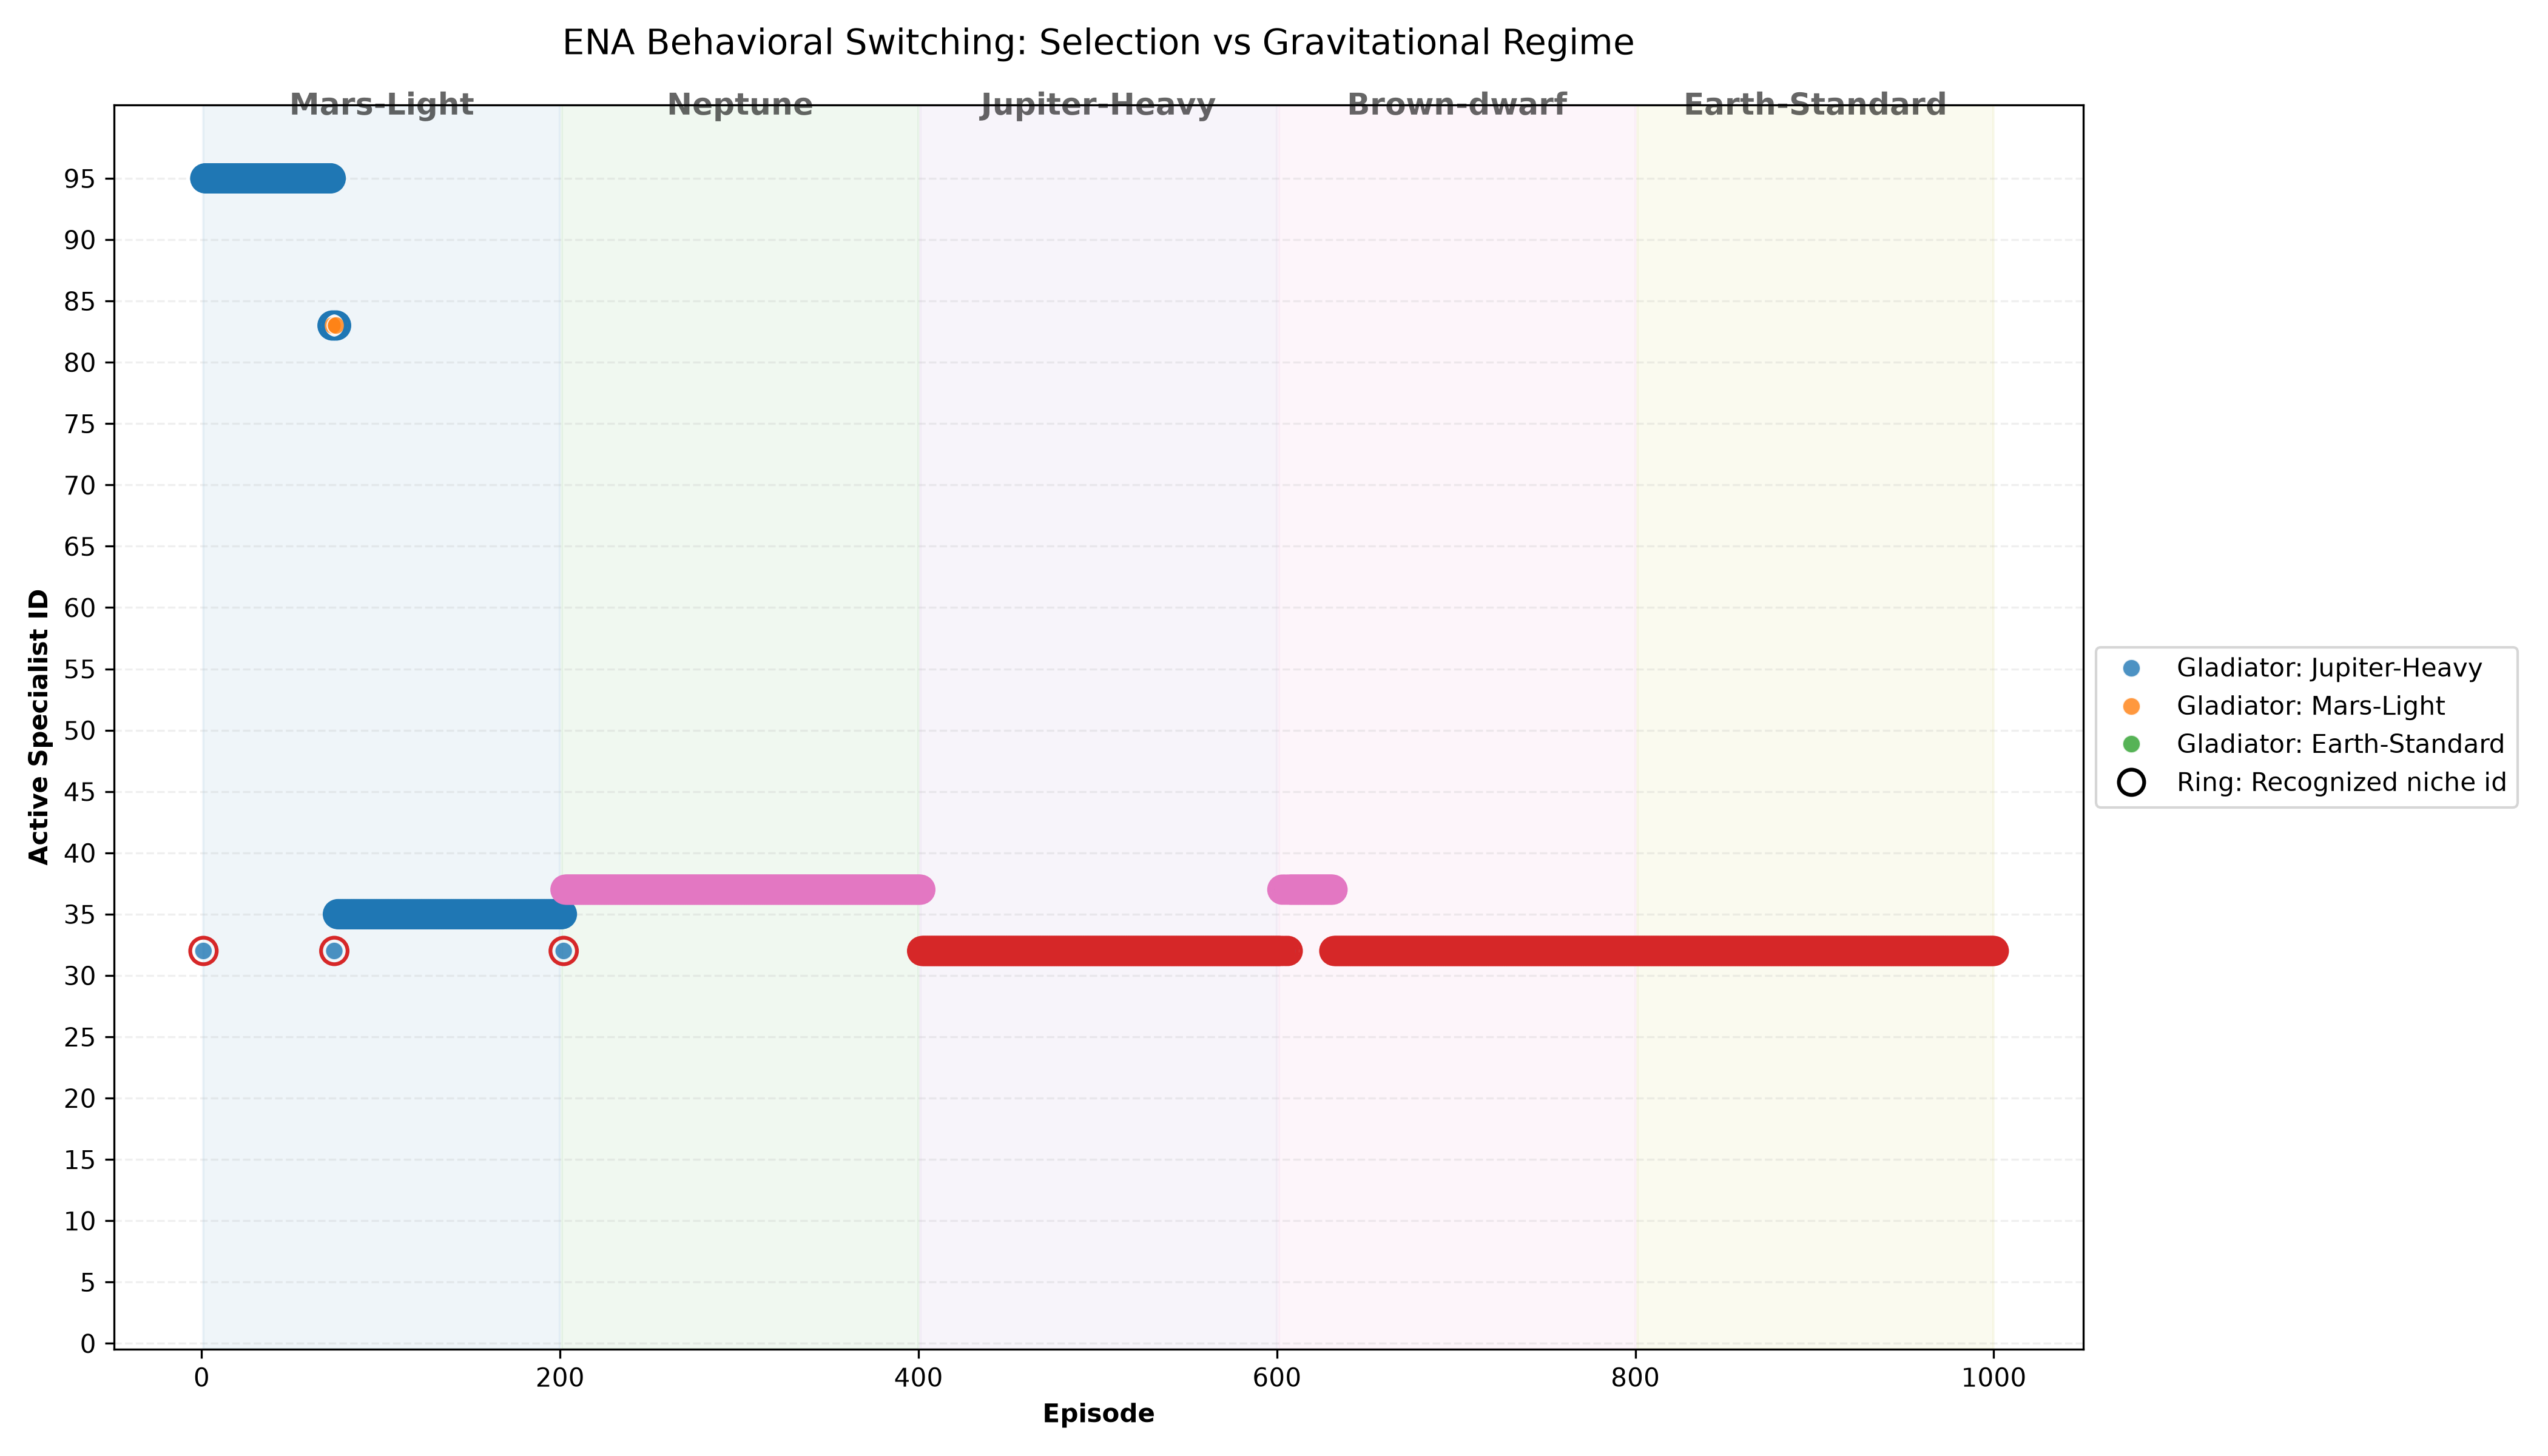 ENA Behavioral Switching: Selection vs Gravitational Regime
Mars-Light
Neptune
Jupiter-Heavy
Brown-dwarf
Earth-Standard
Active Specialist ID
95
90
85
80
75
70
65
60
55
50
45
40
35
30
25
20
15
10
5
0
0
200
400
600
800
1000
Episode
Gladiator: Jupiter-Heavy
Gladiator: Mars-Light
Gladiator: Earth-Standard
Ring: Recognized niche id